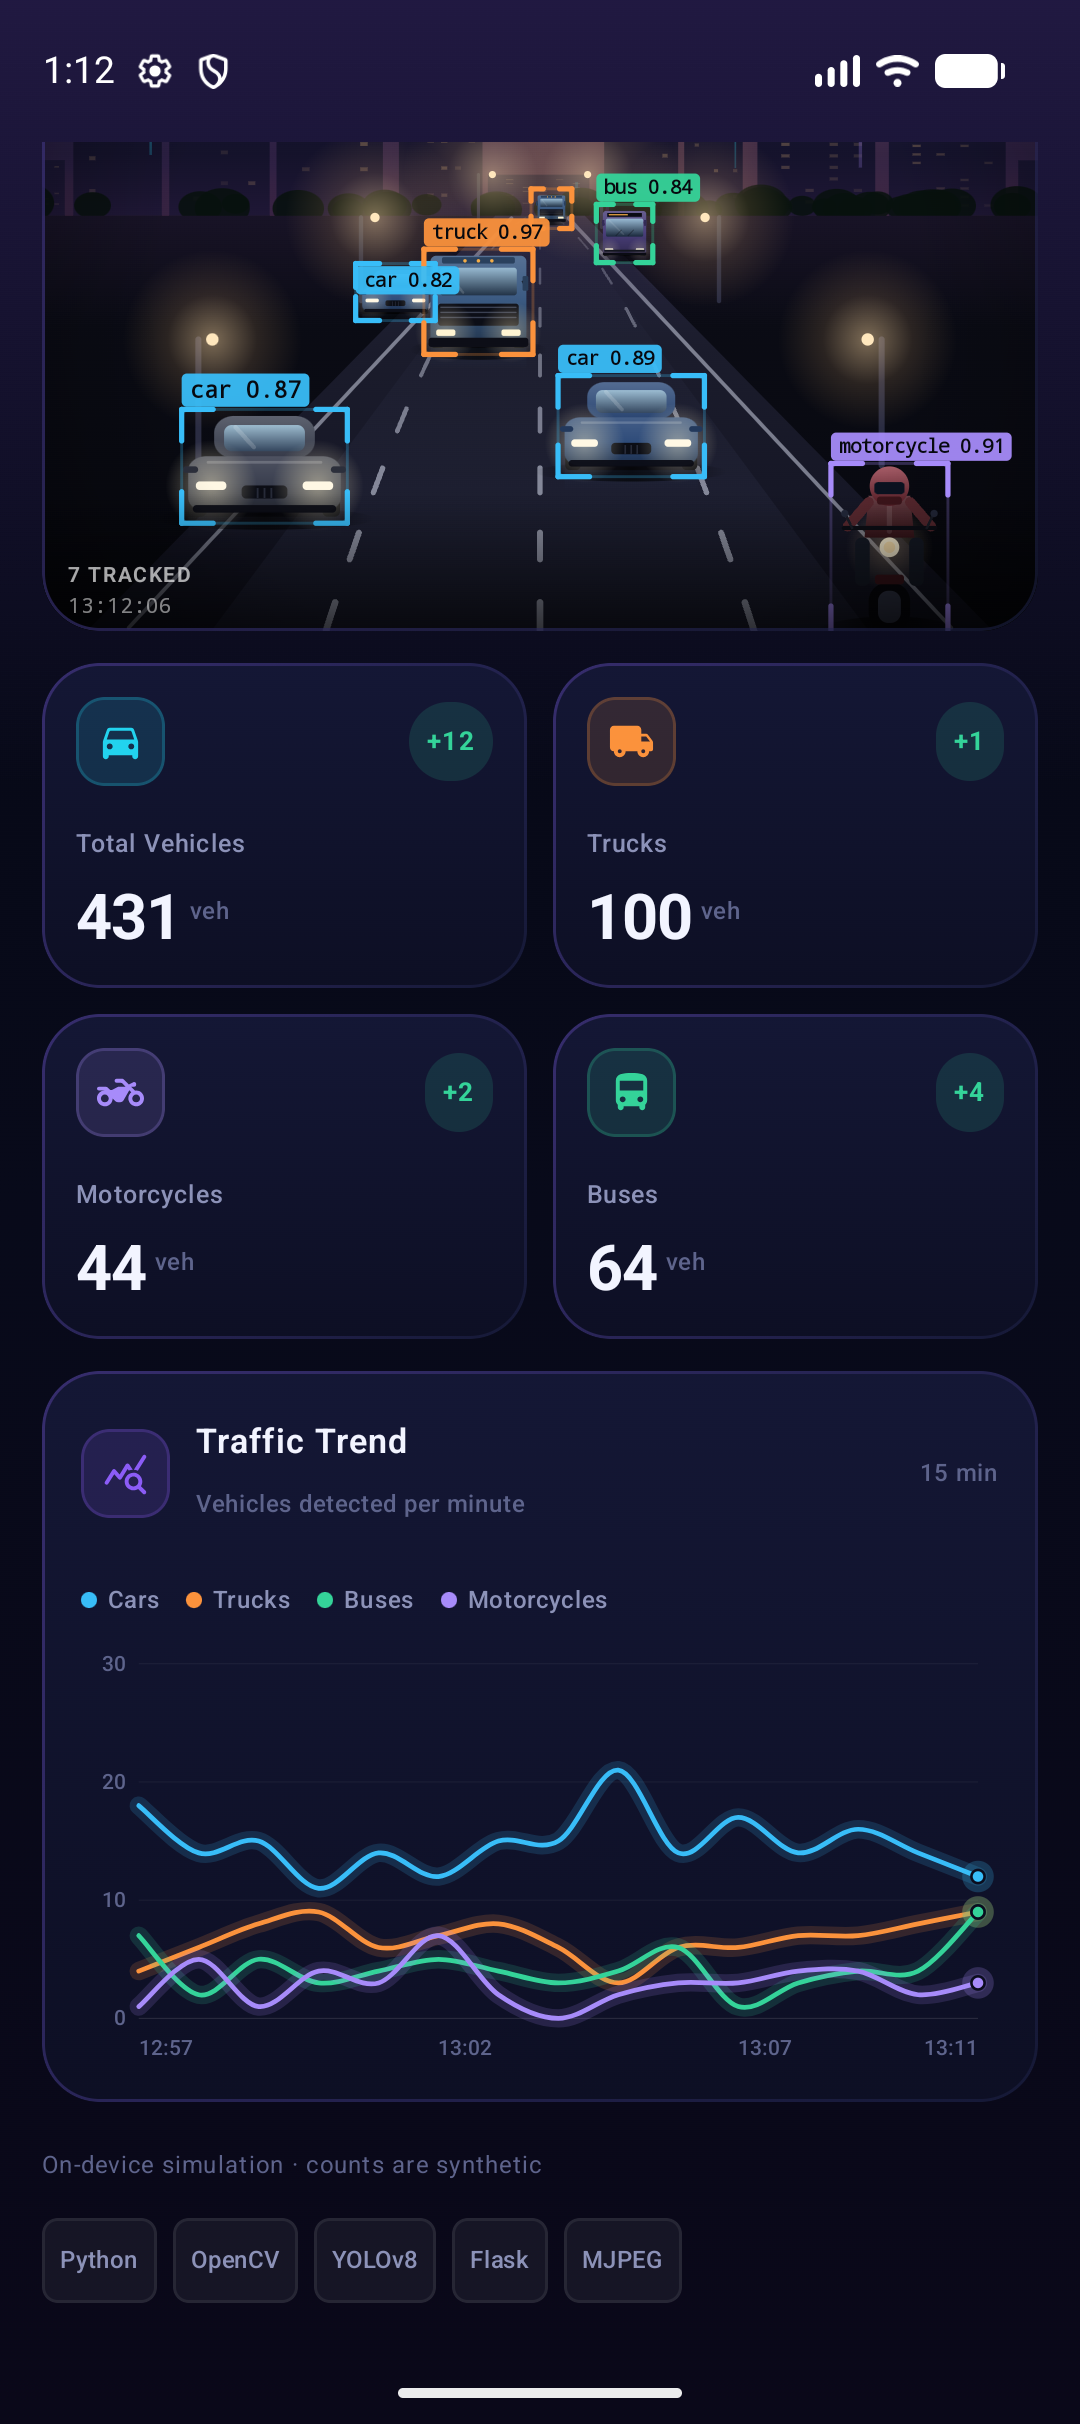 1:12
bus 0.84
truck 0.97
car 0.82
car 0.89
car 0.87
motorcycle 0.91
7 TRACKED
13:12:06
+12
Total Vehicles
431 veh
+1
Trucks
100 veh
+2
Motorcycles
44 veh
+4
Buses
64 veh
Traffic Trend
Vehicles detected per minute
15 min
Cars Trucks Buses Motorcycles
30
20
10
0
12:57 13:02 13:07 13:11
On-device simulation · counts are synthetic
Python OpenCV YOLOv8 Flask MJPEG